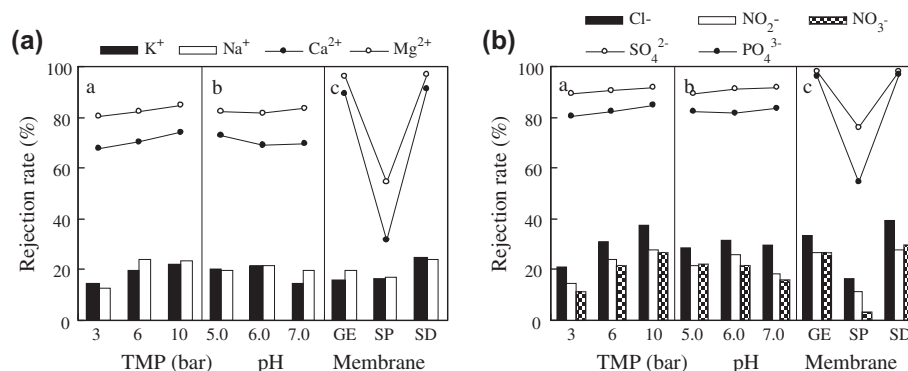 (a)
K⁺ Na⁺ Ca²⁺ Mg²⁺
Rejection rate (%)
100
80
60
40
20
0
a b c
3 6 10 5.0 6.0 7.0 GE SP SD
TMP (bar) pH Membrane
(b)
Cl- NO₂- NO₃-
SO₄²⁻ PO₄³⁻
Rejection rate (%)
100
80
60
40
20
0
a b c
3 6 10 5.0 6.0 7.0 GE SP SD
TMP (bar) pH Membrane